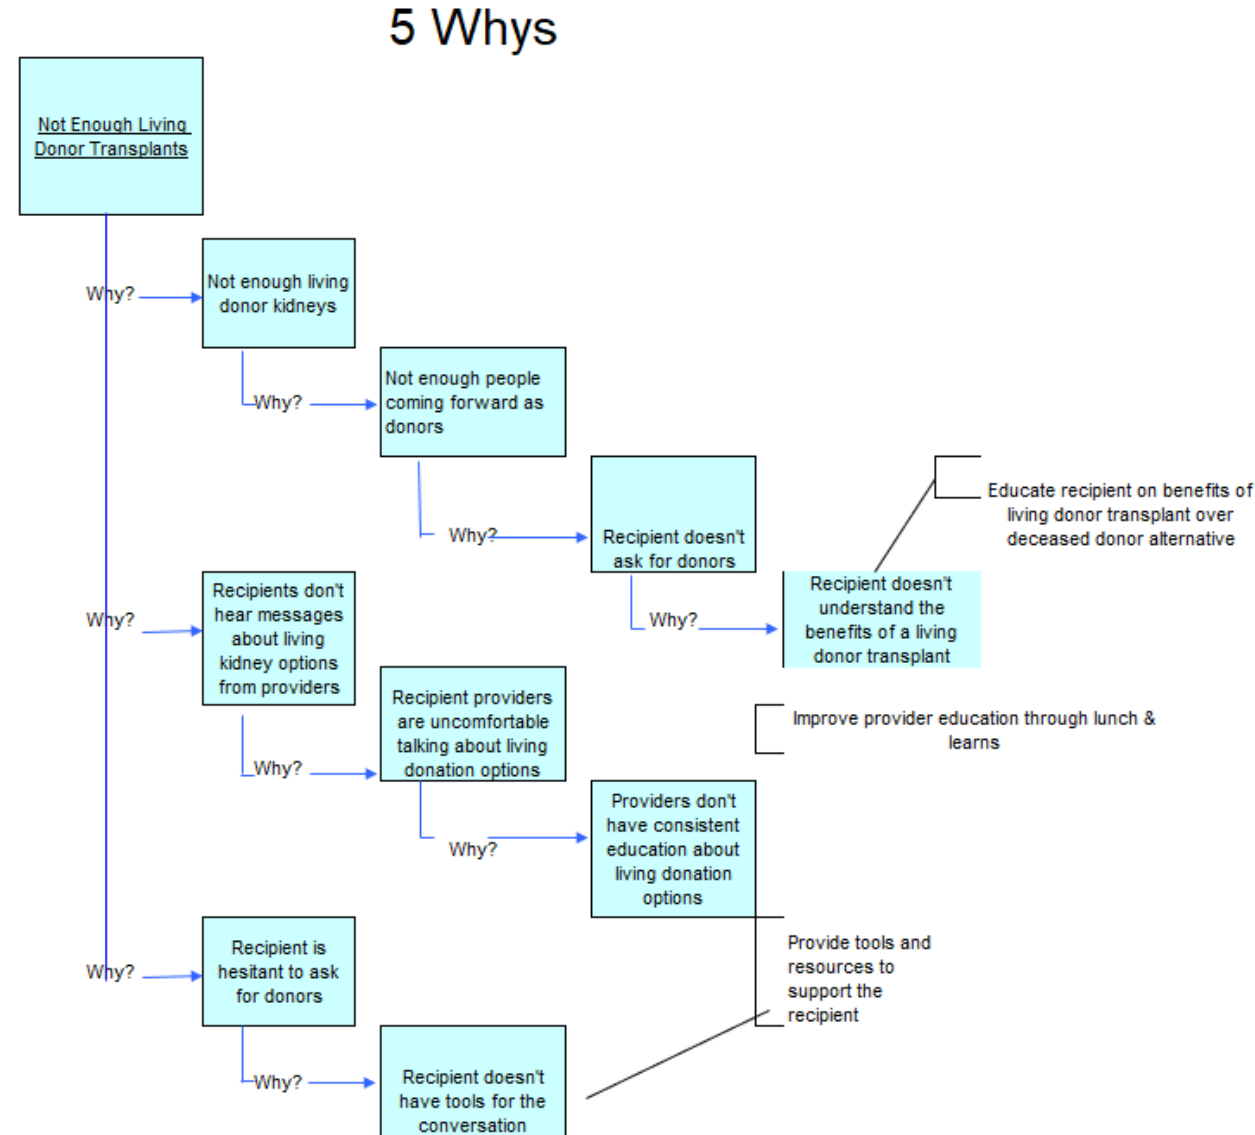 5 Whys
Not Enough Living
Donor Transplants
Why?
Not enough living
donor kidneys
Why?
Not enough people
coming forward as
donors
Why?
Recipient doesn't
ask for donors
Why?
Recipient doesn't
understand the
benefits of a living
donor transplant
Educate recipient on benefits of
living donor transplant over
deceased donor alternative
Why?
Recipients don't
hear messages
about living
kidney options
from providers
Why?
Recipient providers
are uncomfortable
talking about living
donation options
Why?
Providers don't
have consistent
education about
living donation
options
Improve provider education through lunch &
learns
Why?
Recipient is
hesitant to ask
for donors
Why?
Recipient doesn't
have tools for the
conversation
Provide tools and
resources to
support the
recipient